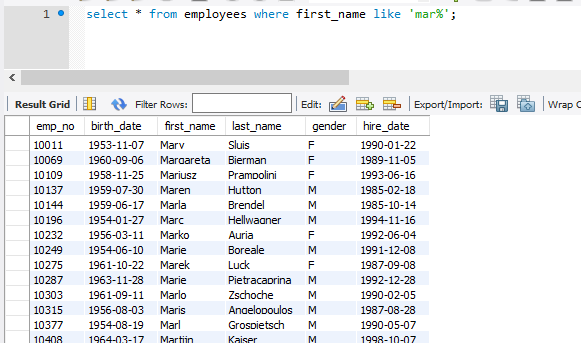 1 select * from employees where first_name like 'mar%';
Result Grid Filter Rows: Edit: Export/Import: Wrap C
emp_no birth_date first_name last_name gender hire_date
10011 1953-11-07 Mary Sluis F 1990-01-22
10069 1960-09-06 Margareta Bierman F 1989-11-05
10109 1958-11-25 Mariusz Prampolini F 1993-06-16
10137 1959-07-30 Maren Hutton M 1985-02-18
10144 1959-06-17 Marla Brendel M 1985-10-14
10196 1954-01-27 Marc Hellwagner M 1994-11-16
10232 1956-03-11 Marko Auria F 1992-06-04
10249 1954-06-10 Marie Boreale M 1991-12-08
10275 1961-10-22 Marek Luck F 1987-09-08
10287 1963-11-28 Marie Pietracaprina M 1992-12-28
10303 1961-09-11 Marlo Zschoche M 1990-02-05
10315 1956-08-03 Maris Angelopoulos M 1987-08-28
10377 1954-08-19 Marl Grospietsch M 1990-05-07
10408 1964-03-17 Martijn Kaiser M 1998-10-07